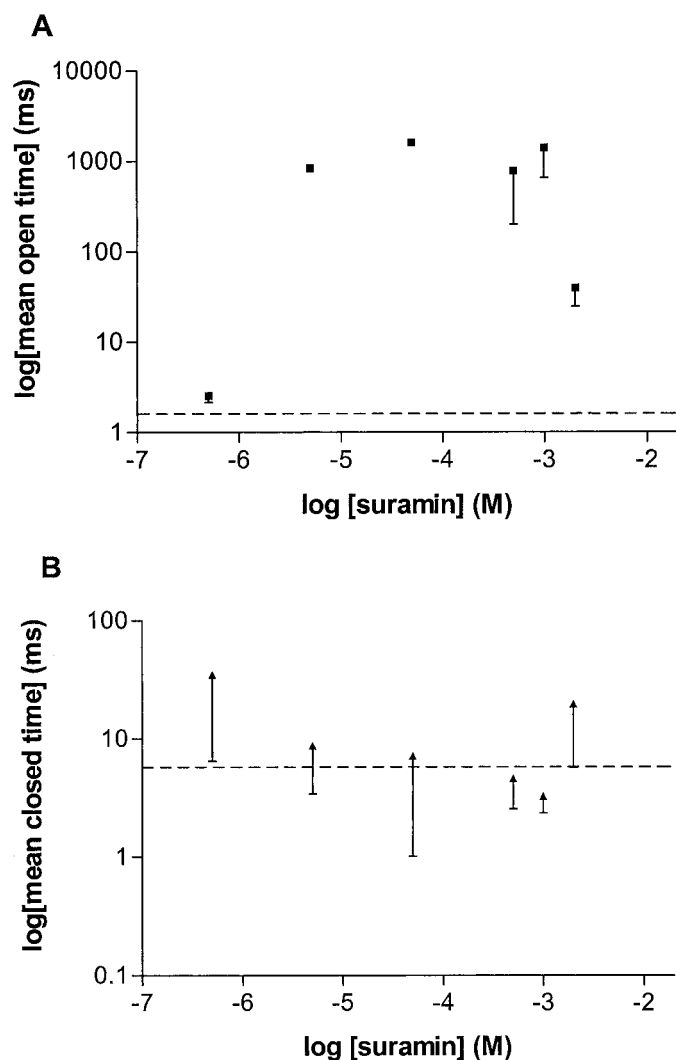 A
log[mean open time] (ms)
10000
1000
100
10
1
-7 -6 -5 -4 -3 -2
log [suramin] (M)
B
log[mean closed time] (ms)
100
10
1
0.1
-7 -6 -5 -4 -3 -2
log [suramin] (M)